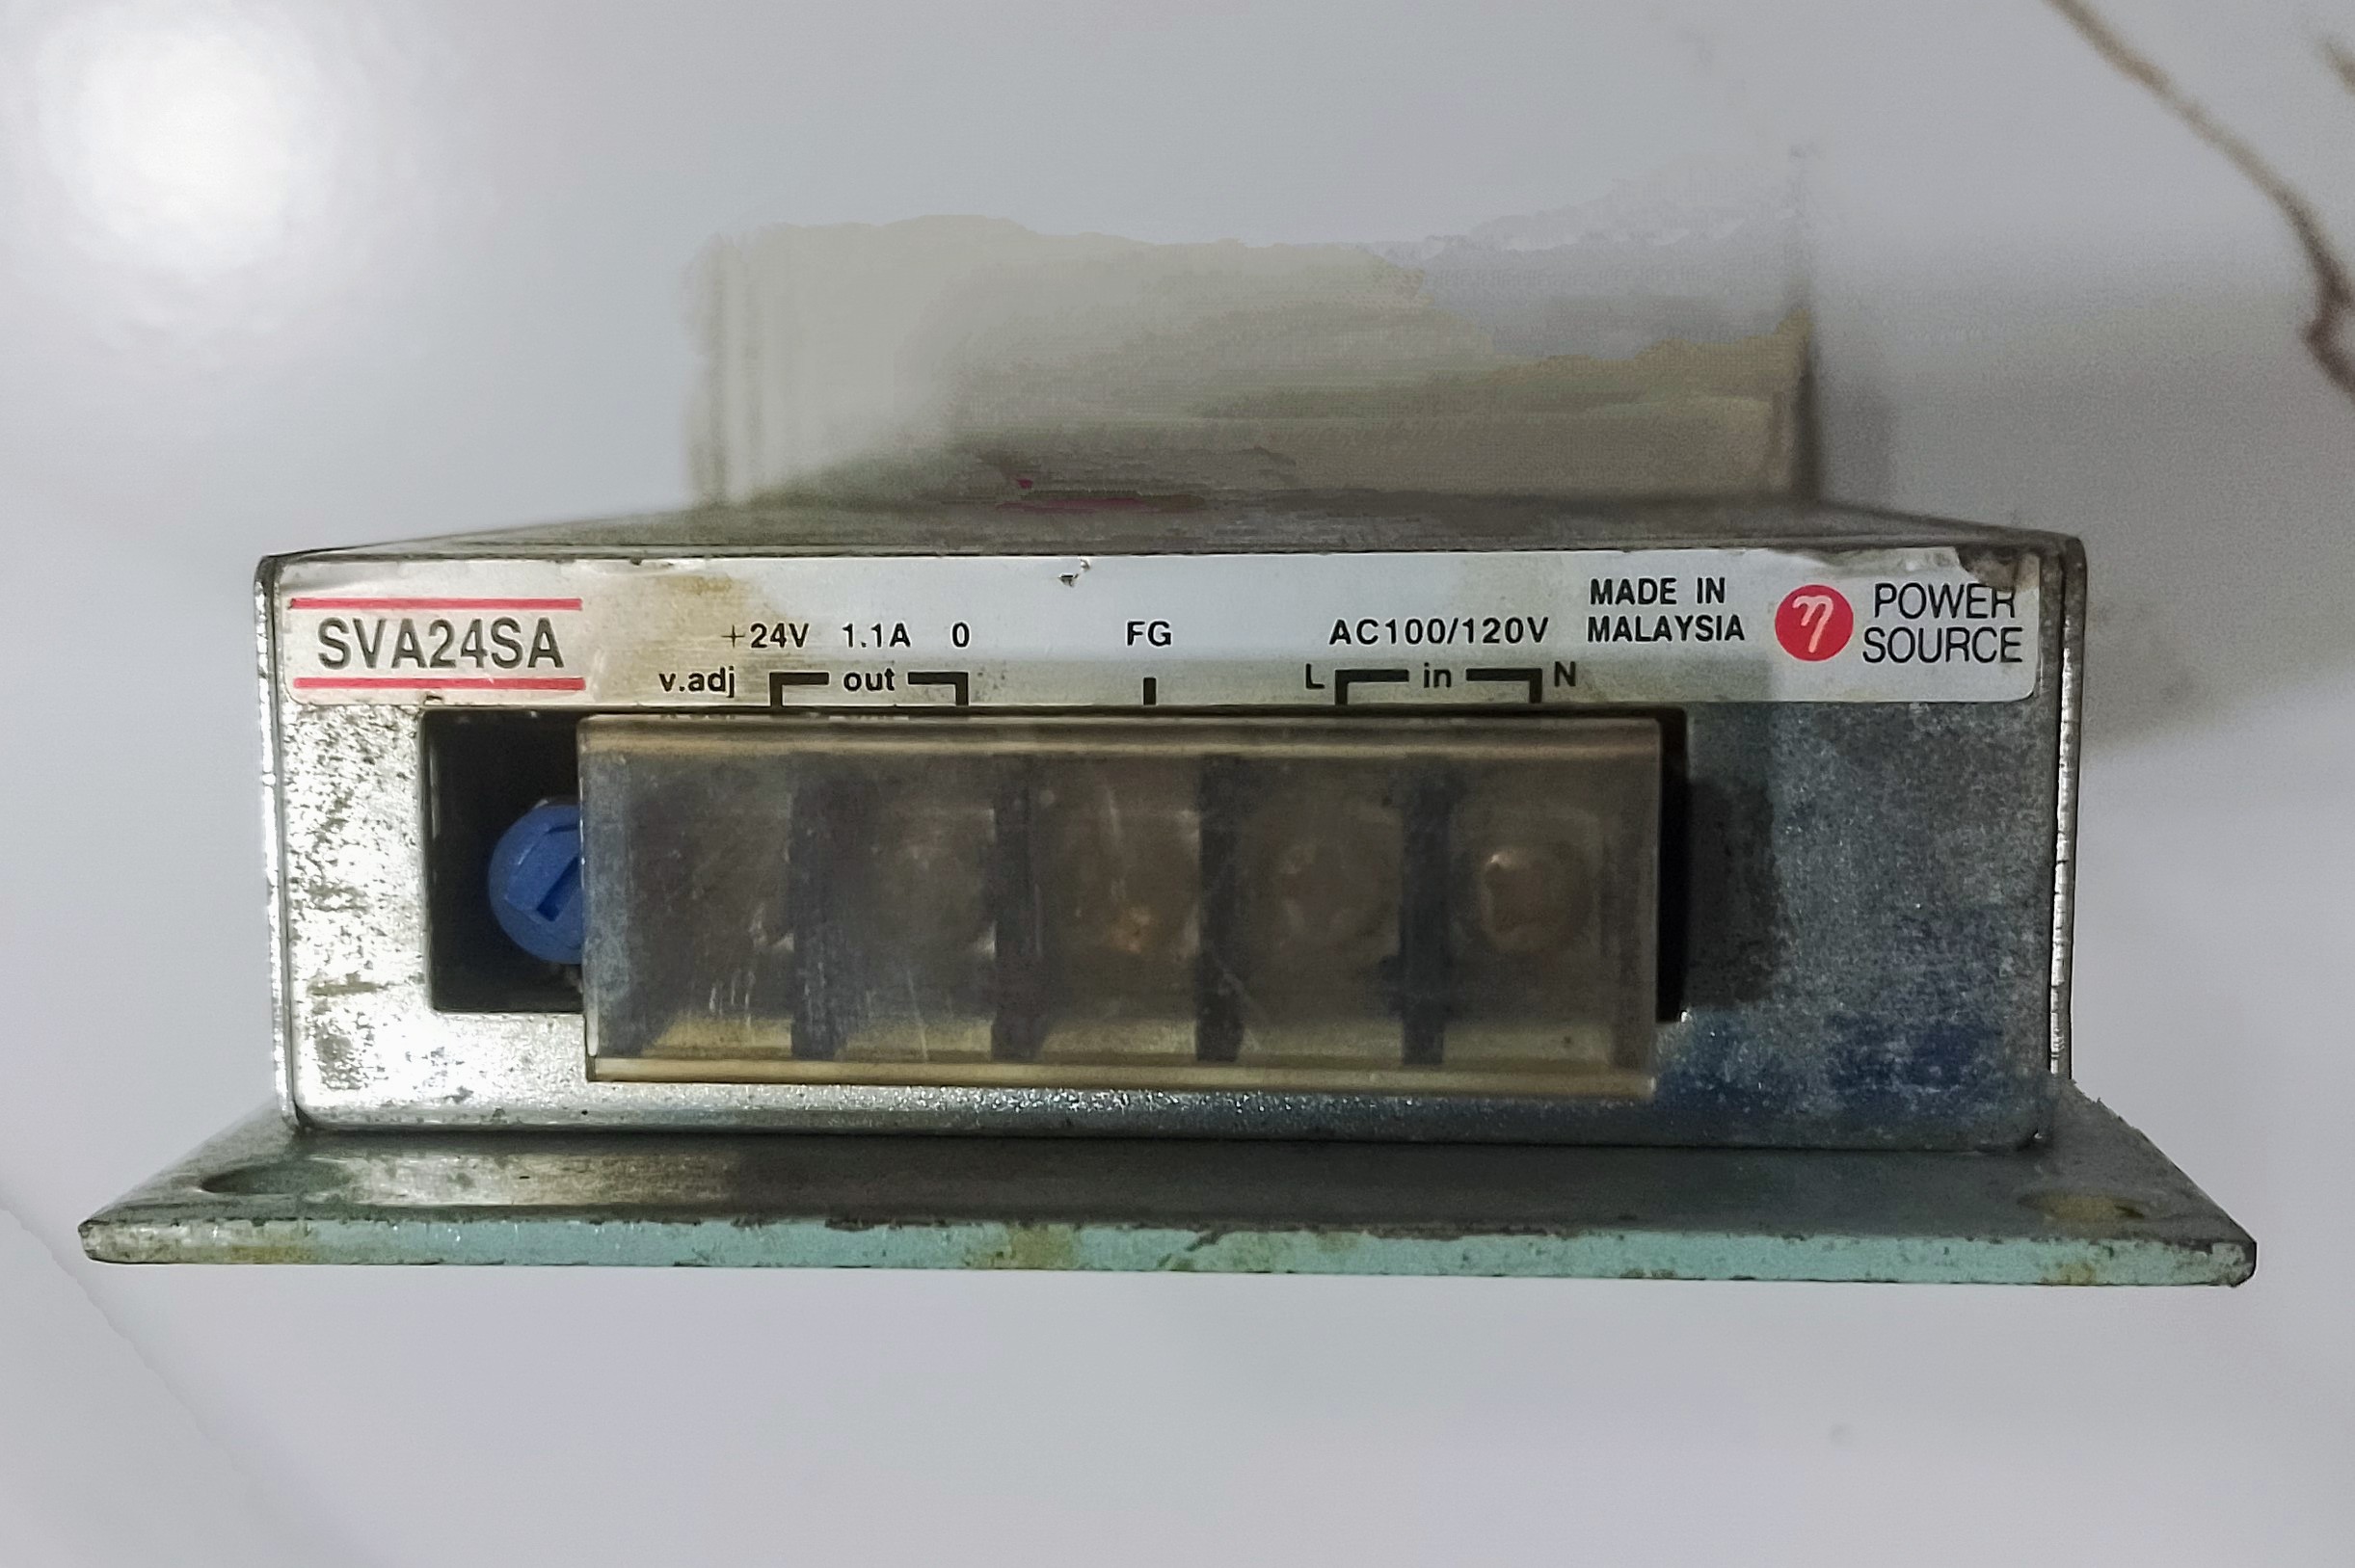 SVA24SA
+24V 1.1A 0
v.adj out
FG
AC100/120V
L in N
MADE IN
MALAYSIA
η POWER
SOURCE